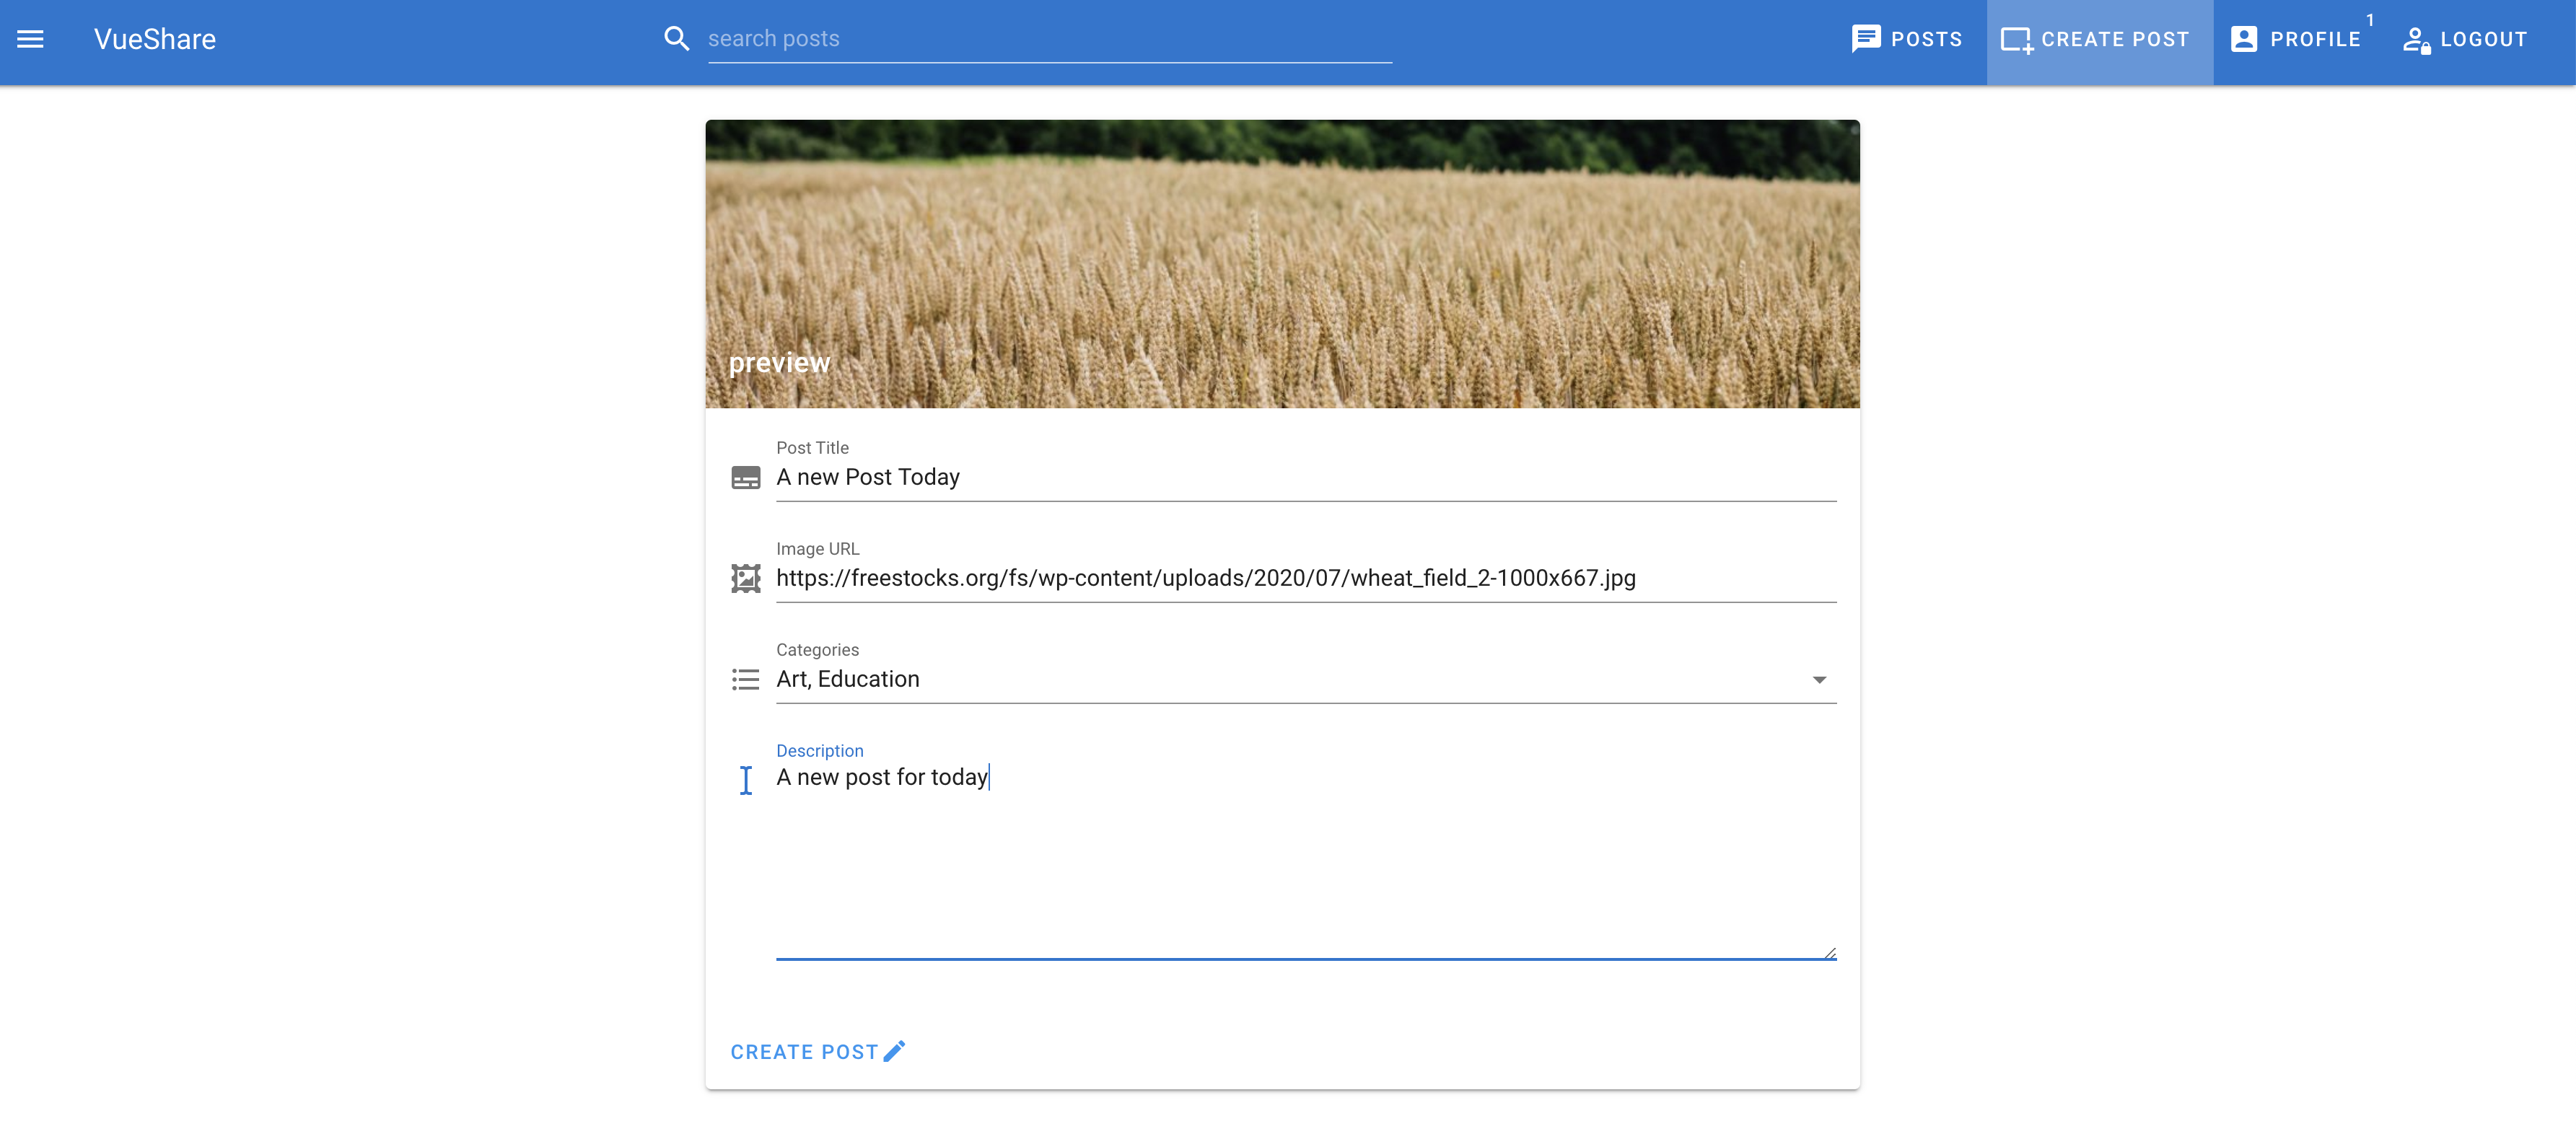 VueShare
search posts
POSTS
CREATE POST
PROFILE
1
LOGOUT
preview
Post Title
A new Post Today
Image URL
https://freestocks.org/fs/wp-content/uploads/2020/07/wheat_field_2-1000x667.jpg
Categories
Art, Education
Description
A new post for today
CREATE POST